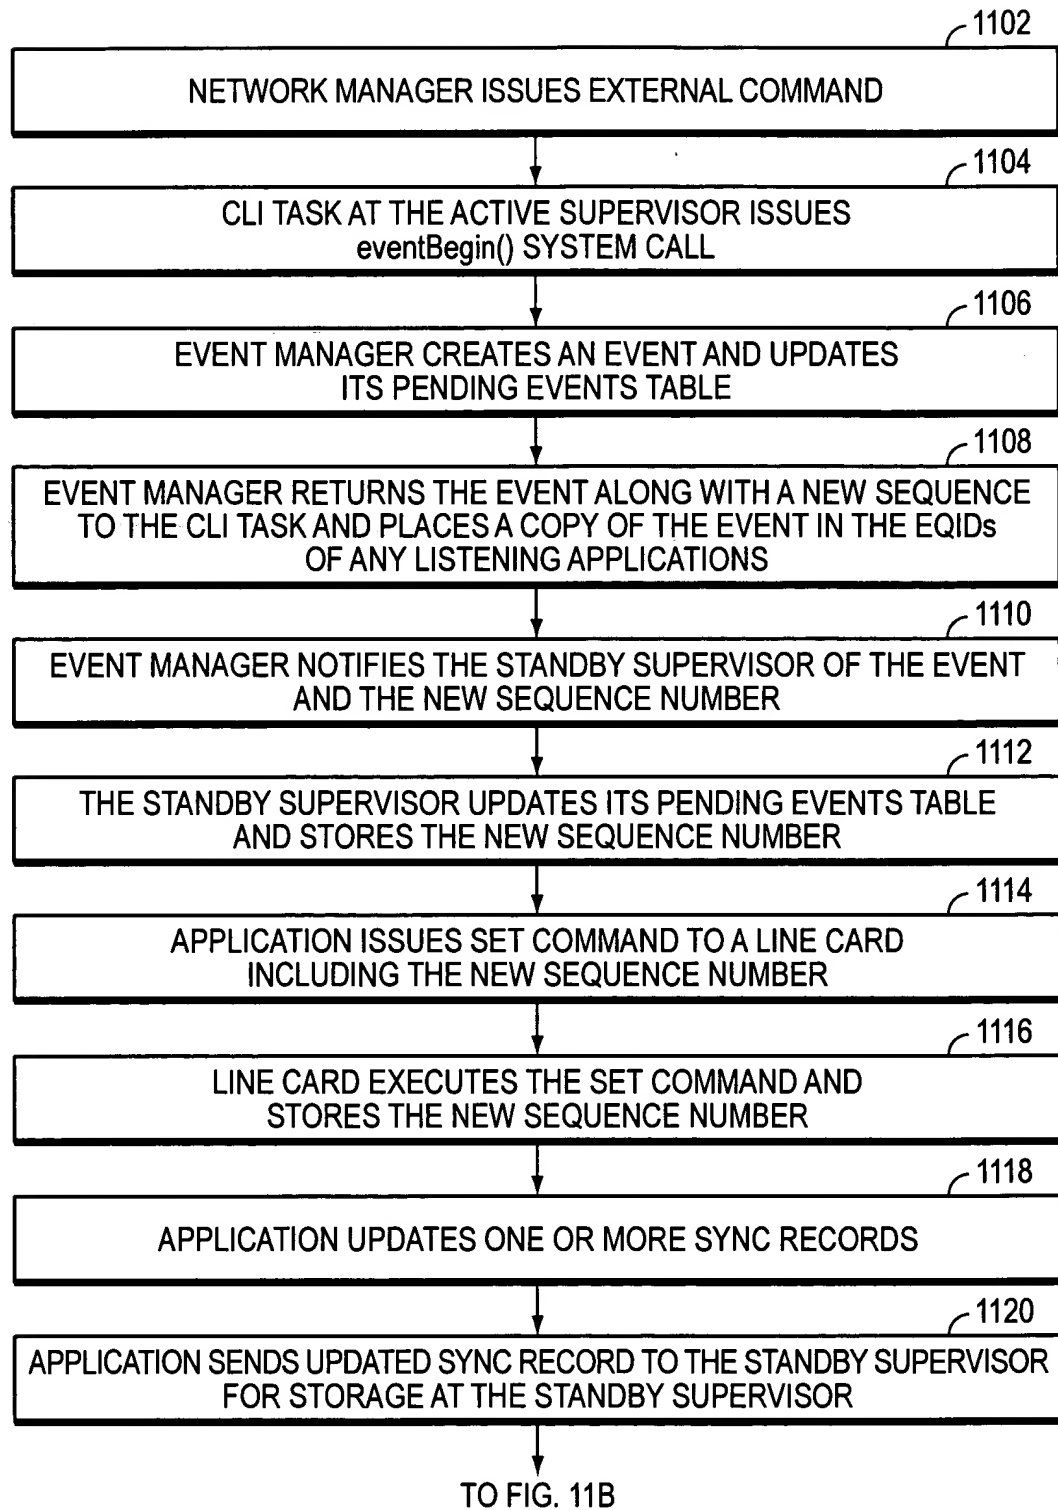 1102
NETWORK MANAGER ISSUES EXTERNAL COMMAND
1104
CLI TASK AT THE ACTIVE SUPERVISOR ISSUES
eventBegin() SYSTEM CALL
1106
EVENT MANAGER CREATES AN EVENT AND UPDATES
ITS PENDING EVENTS TABLE
1108
EVENT MANAGER RETURNS THE EVENT ALONG WITH A NEW SEQUENCE
TO THE CLI TASK AND PLACES A COPY OF THE EVENT IN THE EQIDs
OF ANY LISTENING APPLICATIONS
1110
EVENT MANAGER NOTIFIES THE STANDBY SUPERVISOR OF THE EVENT
AND THE NEW SEQUENCE NUMBER
1112
THE STANDBY SUPERVISOR UPDATES ITS PENDING EVENTS TABLE
AND STORES THE NEW SEQUENCE NUMBER
1114
APPLICATION ISSUES SET COMMAND TO A LINE CARD
INCLUDING THE NEW SEQUENCE NUMBER
1116
LINE CARD EXECUTES THE SET COMMAND AND
STORES THE NEW SEQUENCE NUMBER
1118
APPLICATION UPDATES ONE OR MORE SYNC RECORDS
1120
APPLICATION SENDS UPDATED SYNC RECORD TO THE STANDBY SUPERVISOR
FOR STORAGE AT THE STANDBY SUPERVISOR
TO FIG. 11B